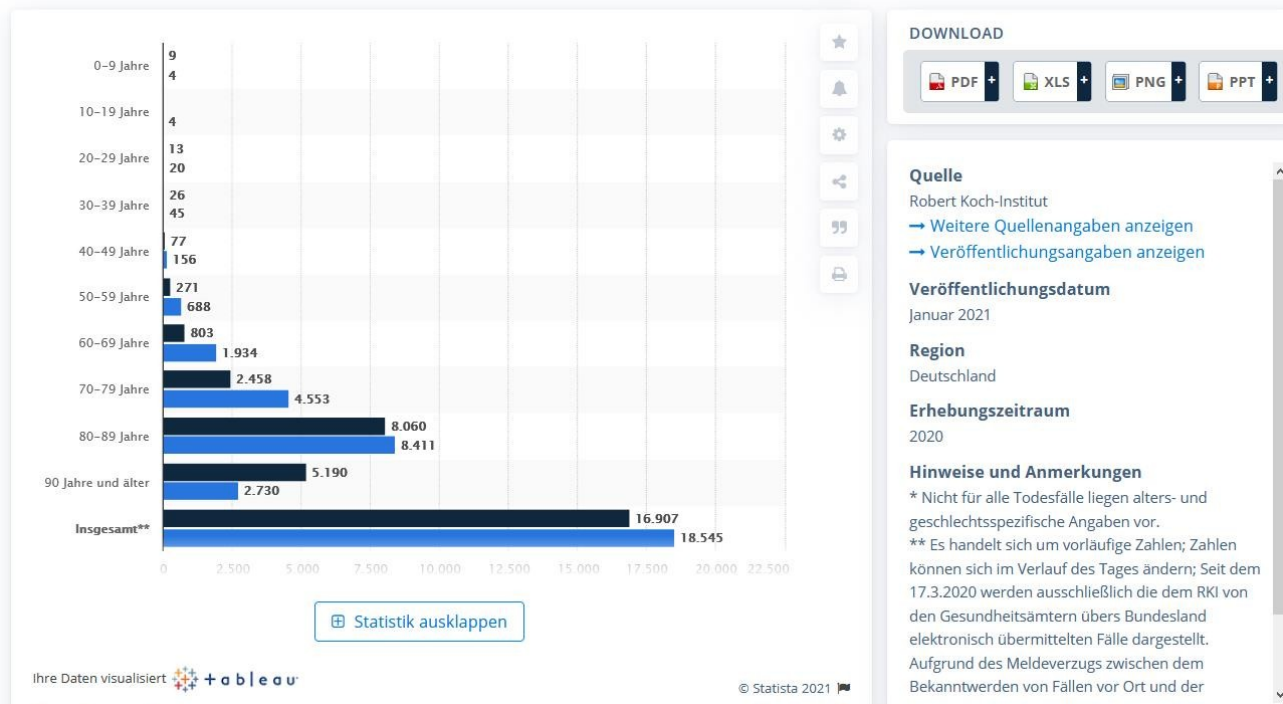 0–9 Jahre
9
4
10–19 Jahre
4
20–29 Jahre
13
20
30–39 Jahre
26
45
40–49 Jahre
77
156
50–59 Jahre
271
688
60–69 Jahre
803
1.934
70–79 Jahre
2.458
4.553
80–89 Jahre
8.060
8.411
90 Jahre und älter
5.190
2.730
Insgesamt**
16.907
18.545
0 2.500 5.000 7.500 10.000 12.500 15.000 17.500 20.000 22.500
Statistik ausklappen
Ihre Daten visualisiert +ableau
© Statista 2021
DOWNLOAD
PDF + XLS + PNG + PPT +
Quelle
Robert Koch-Institut
→ Weitere Quellenangaben anzeigen
→ Veröffentlichungsangaben anzeigen
Veröffentlichungsdatum
Januar 2021
Region
Deutschland
Erhebungszeitraum
2020
Hinweise und Anmerkungen
* Nicht für alle Todesfälle liegen alters- und
geschlechtsspezifische Angaben vor.
** Es handelt sich um vorläufige Zahlen; Zahlen
können sich im Verlauf des Tages ändern; Seit dem
17.3.2020 werden ausschließlich die dem RKI von
den Gesundheitsämtern übers Bundesland
elektronisch übermittelten Fälle dargestellt.
Aufgrund des Meldeverzugs zwischen dem
Bekanntwerden von Fällen vor Ort und der